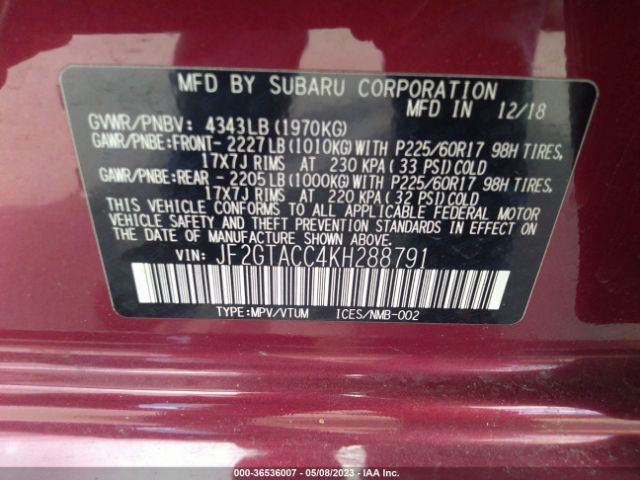 MFD BY SUBARU CORPORATION
MFD IN 12/18
GVWR/PNBV: 4343LB(1970KG)
GAWR/PNBE:FRONT- 2227LB(1010KG)WITH P225/60R17 98H TIRES,
17X7J RIMS AT 230 KPA(33 PSI)COLD
GAWR/PNBE:REAR - 2205LB(1000KG)WITH P225/60R17 98H TIRES,
17X7J RIMS AT 220 KPA(32 PSI)COLD
THIS VEHICLE CONFORMS TO ALL APPLICABLE FEDERAL MOTOR
VEHICLE SAFETY AND THEFT PREVENTION STANDARDS IN EFFECT
ON THE DATE OF MANUFACTURE SHOWN ABOVE.
VIN: JF2GTACC4KH288791
TYPE:MPV/VTUM ICES/NMB-002
000-36536007 - 05/08/2023 - IAA Inc.